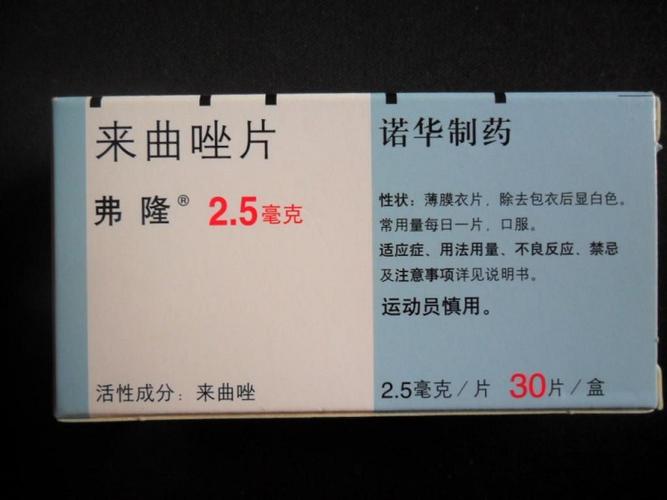 来曲唑片
弗隆® 2.5毫克
活性成分：来曲唑
诺华制药
性状：薄膜衣片，除去包衣后显白色。
常用量每日一片，口服。
适应症、用法用量、不良反应、禁忌
及注意事项详见说明书。
运动员慎用。
2.5毫克/片 30片/盒